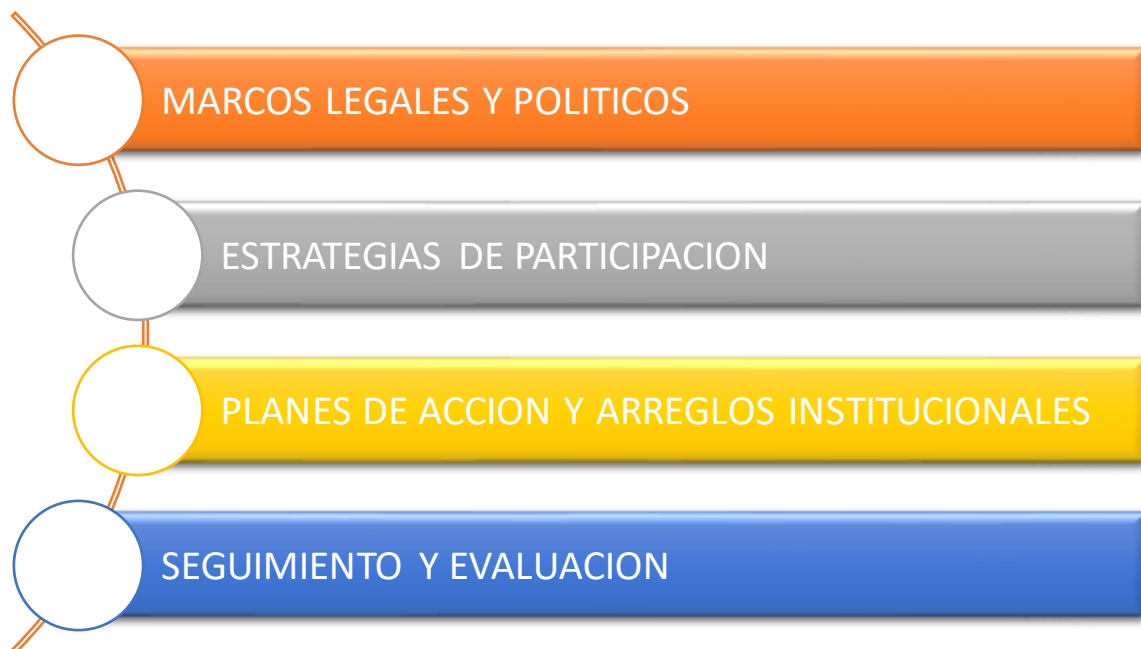 MARCOS LEGALES Y POLITICOS
ESTRATEGIAS DE PARTICIPACION
PLANES DE ACCION Y ARREGLOS INSTITUCIONALES
SEGUIMIENTO Y EVALUACION